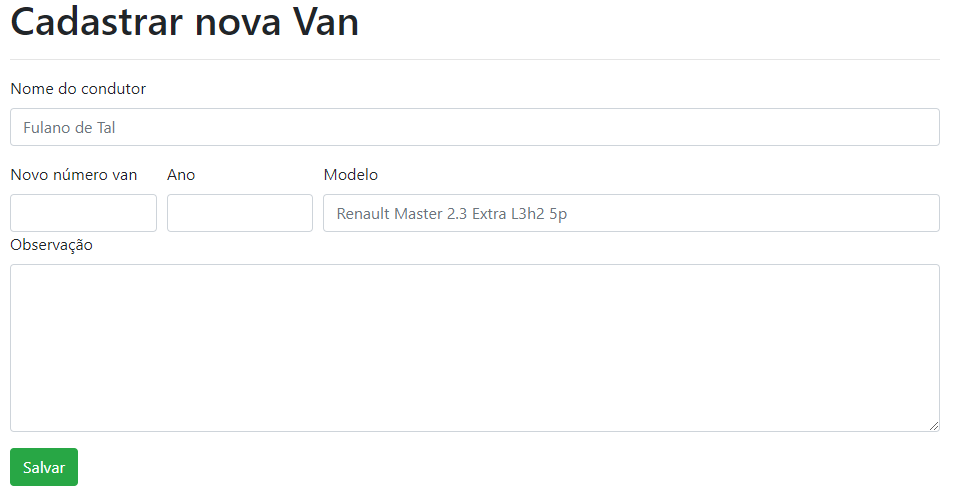 Cadastrar nova Van
Nome do condutor
Fulano de Tal
Novo número van Ano Modelo
Renault Master 2.3 Extra L3h2 5p
Observação
Salvar